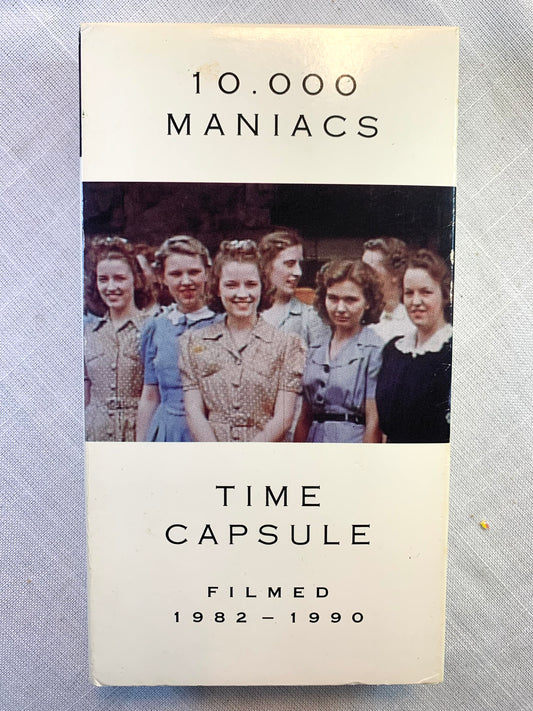 10.000
MANIACS
TIME
CAPSULE
FILMED
1982 – 1990